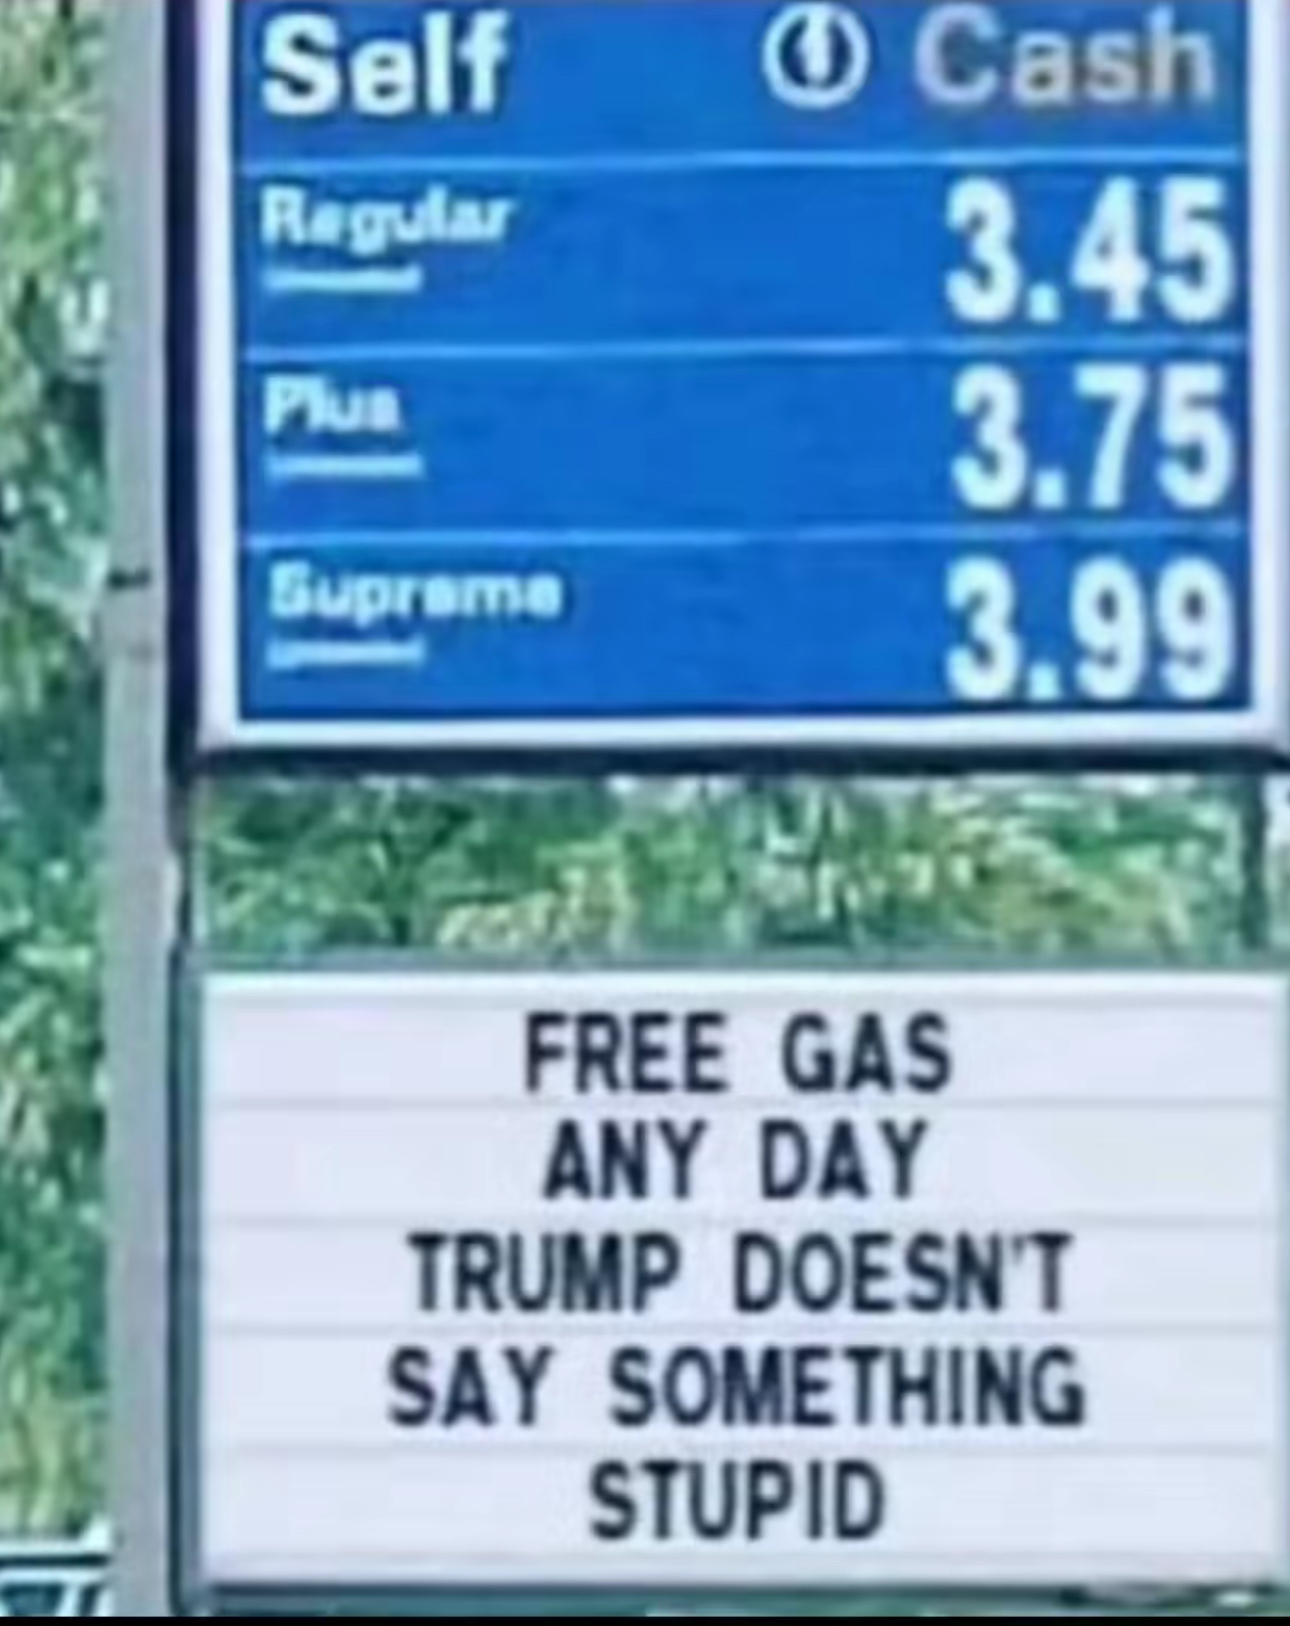 Self Cash
Regular 3.45
Plus 3.75
Supreme 3.99
FREE GAS
ANY DAY
TRUMP DOESN'T
SAY SOMETHING
STUPID